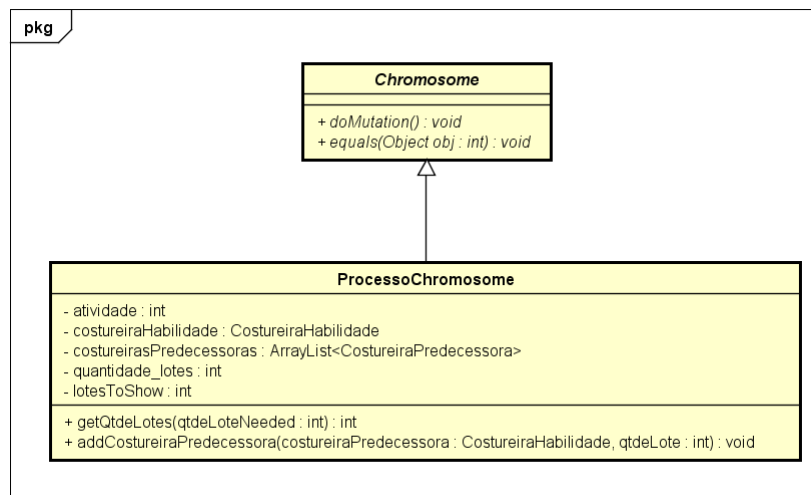 pkg
Chromosome
+ doMutation() : void
+ equals(Object obj : int) : void
ProcessoChromosome
- atividade : int
- costureiraHabilidade : CostureiraHabilidade
- costureirasPredecessoras : ArrayList<CostureiraPredecessora>
- quantidade_lotes : int
- lotesToShow : int
+ getQtdeLotes(qtdeLoteNeeded : int) : int
+ addCostureiraPredecessora(costureiraPredecessora : CostureiraHabilidade, qtdeLote : int) : void